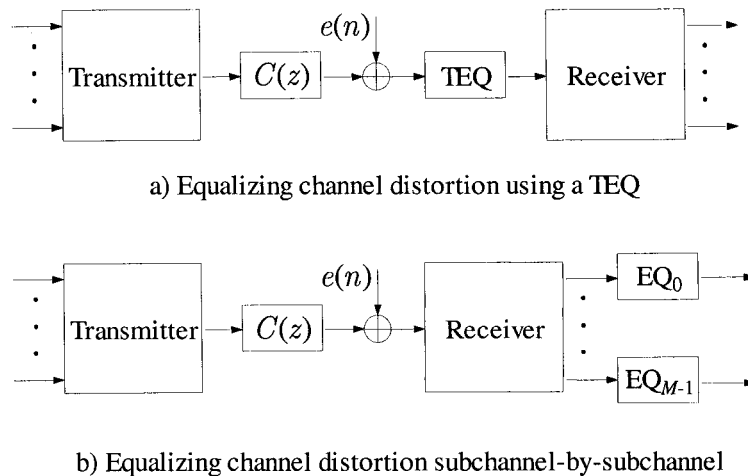 e(n)
Transmitter
C(z)
TEQ
Receiver
a) Equalizing channel distortion using a TEQ
EQ0
e(n)
Transmitter
C(z)
Receiver
EQM-1
b) Equalizing channel distortion subchannel-by-subchannel